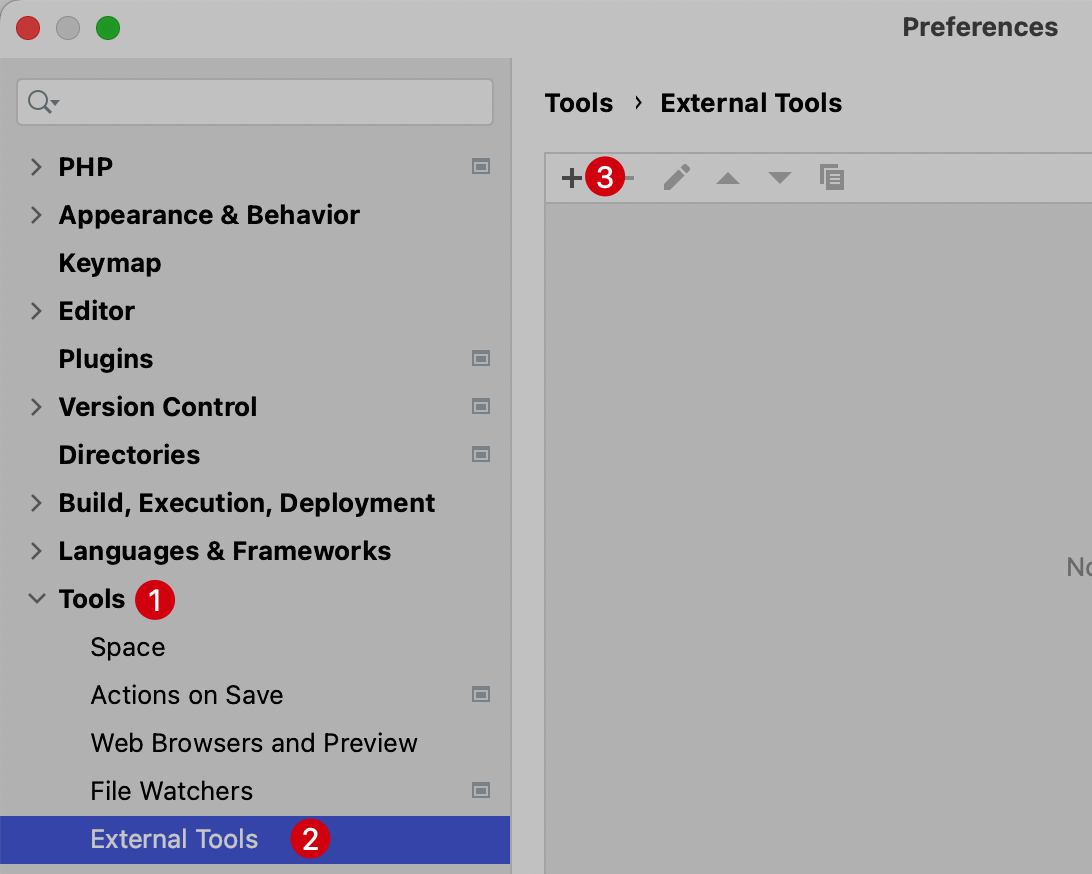 Preferences
PHP
Appearance & Behavior
Keymap
Editor
Plugins
Version Control
Directories
Build, Execution, Deployment
Languages & Frameworks
Tools 1
Space
Actions on Save
Web Browsers and Preview
File Watchers
External Tools 2
Tools › External Tools
+ 3